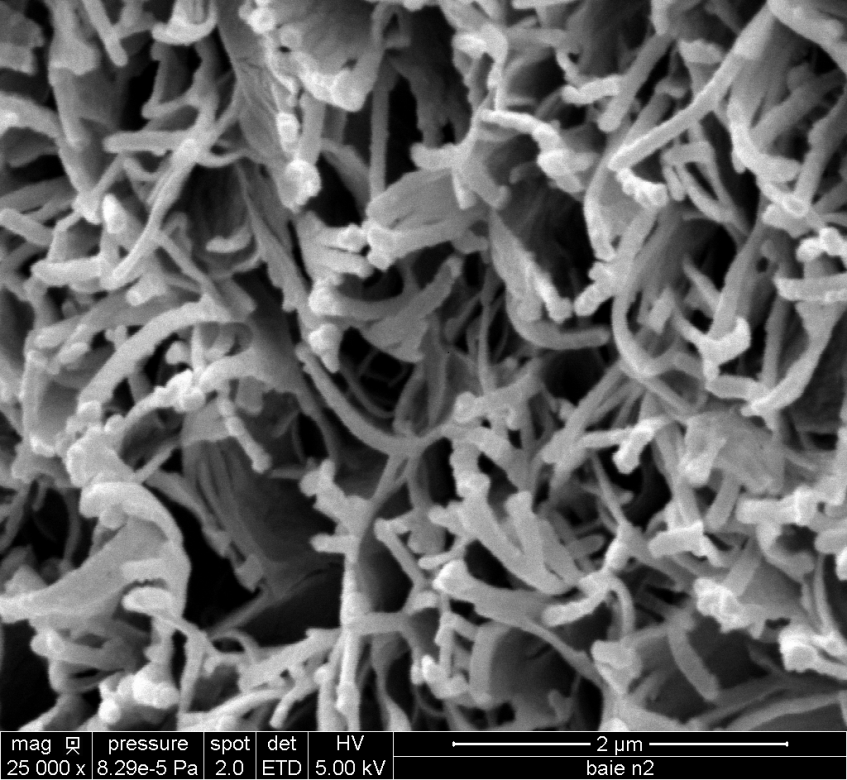 mag pressure spot det HV 2 µm
25 000 x 8.29e-5 Pa 2.0 ETD 5.00 kV baie n2